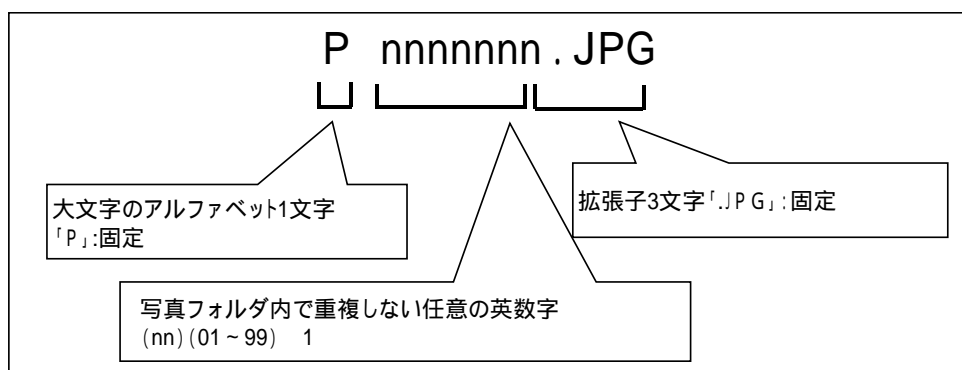 P nnnnnnn.JPG
大文字のアルファベット1文字
「P」:固定
拡張子3文字「.JPG」:固定
写真フォルダ内で重複しない任意の英数字
(nn)(01~99) 1